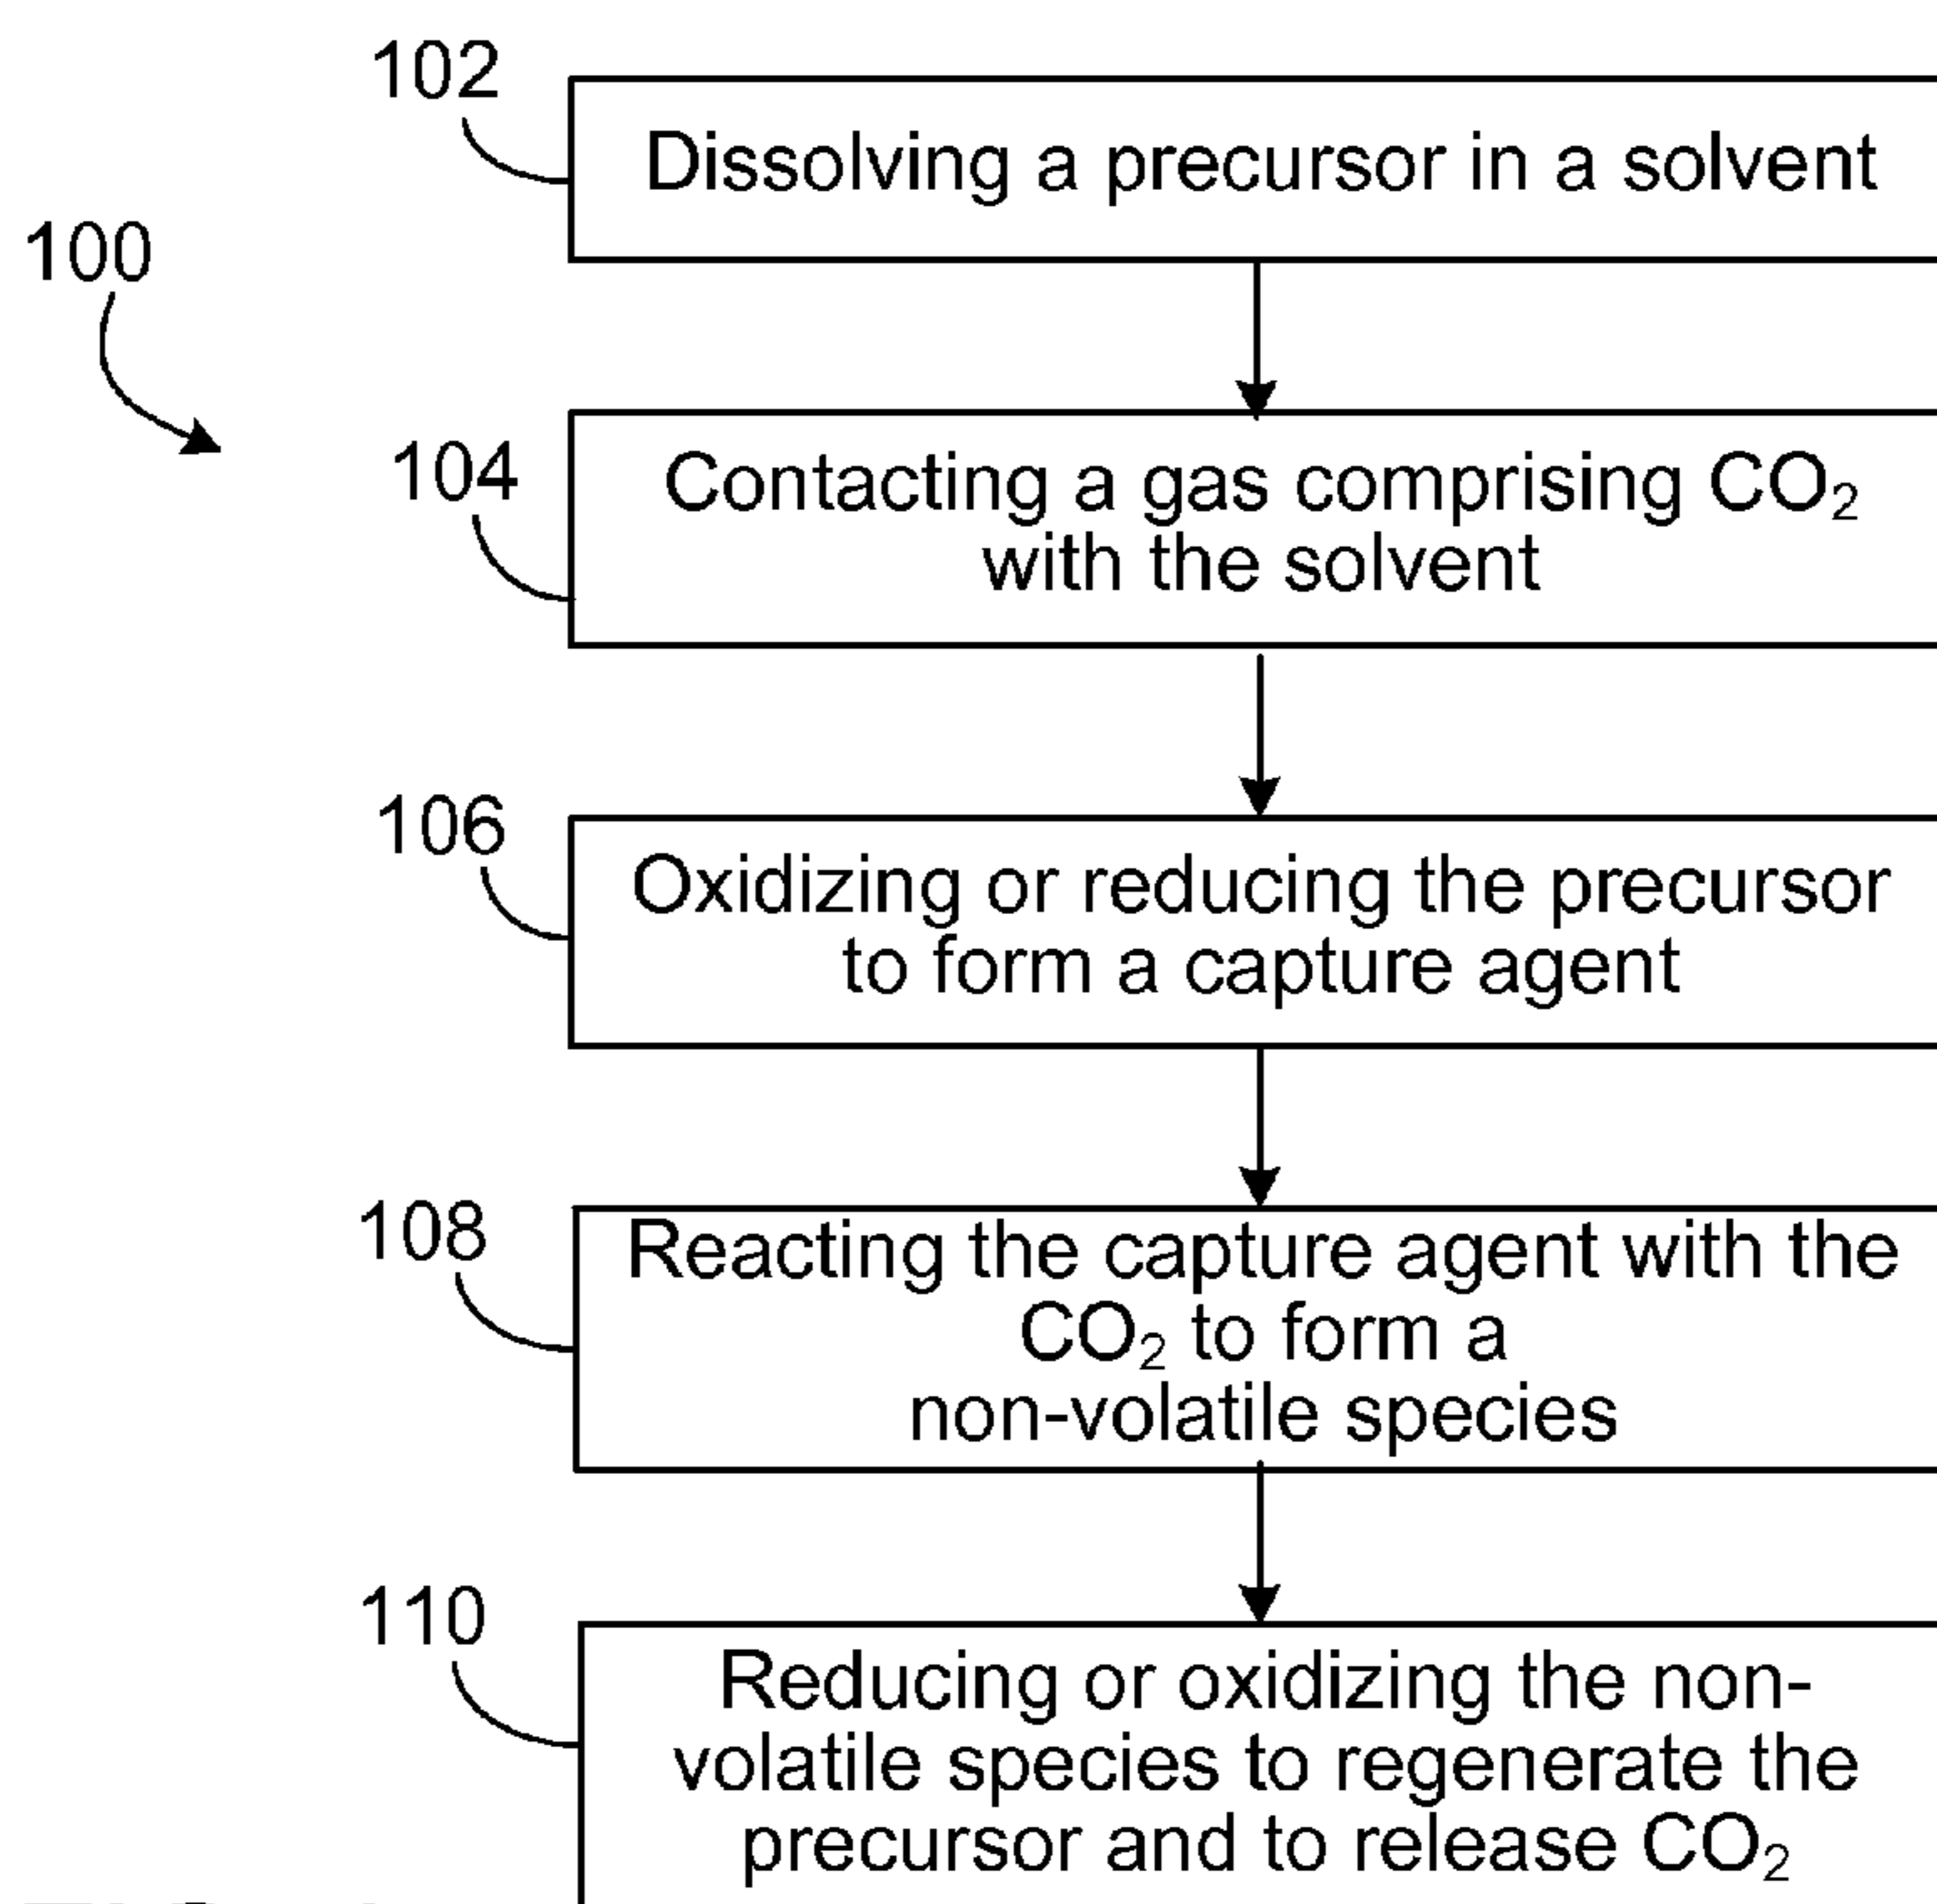 102
Dissolving a precursor in a solvent
100
104
Contacting a gas comprising CO₂
with the solvent
106
Oxidizing or reducing the precursor
to form a capture agent
108
Reacting the capture agent with the
CO₂ to form a
non-volatile species
110
Reducing or oxidizing the non-
volatile species to regenerate the
precursor and to release CO₂